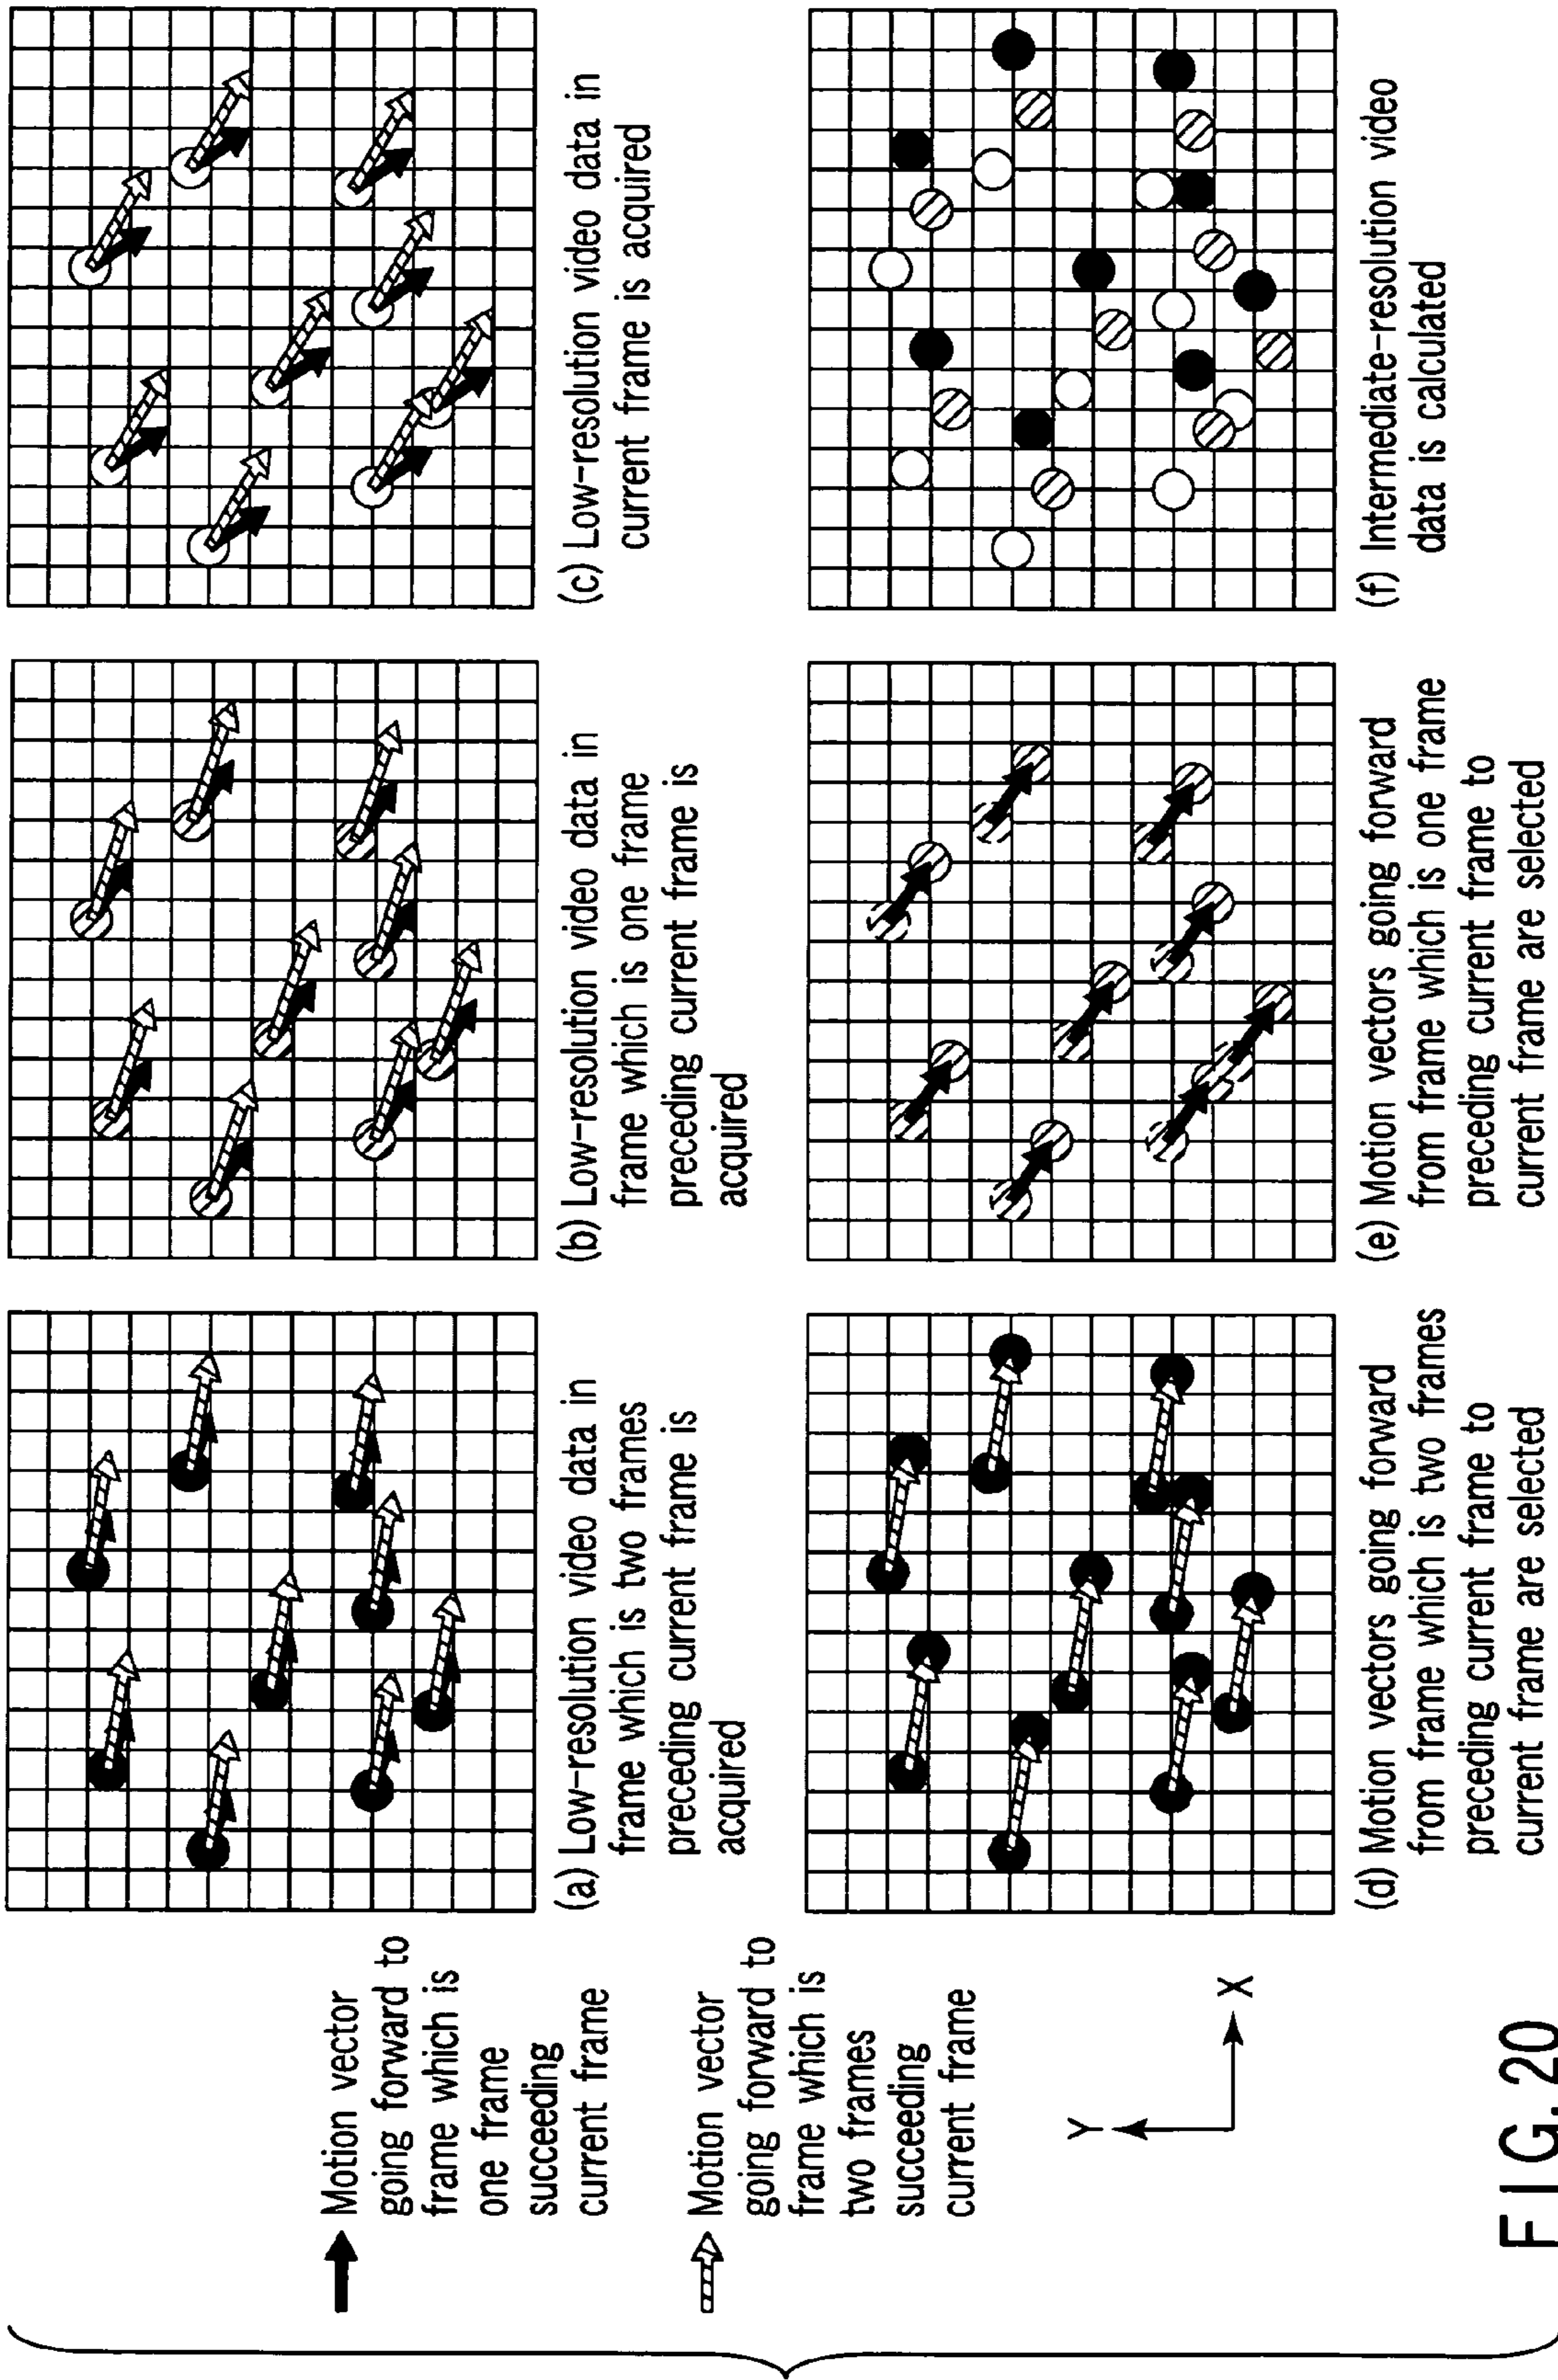 Motion vector
going forward to
frame which is
one frame
succeeding
current frame
Motion vector
going forward to
frame which is
two frames
succeeding
current frame
Y
X
(a) Low-resolution video data in
frame which is two frames
preceding current frame is
acquired
(b) Low-resolution video data in
frame which is one frame
preceding current frame is
acquired
(c) Low-resolution video data in
current frame is acquired
(d) Motion vectors going forward
from frame which is two frames
preceding current frame to
current frame are selected
(e) Motion vectors going forward
from frame which is one frame
preceding current frame to
current frame are selected
(f) Intermediate-resolution video
data is calculated
FIG. 20